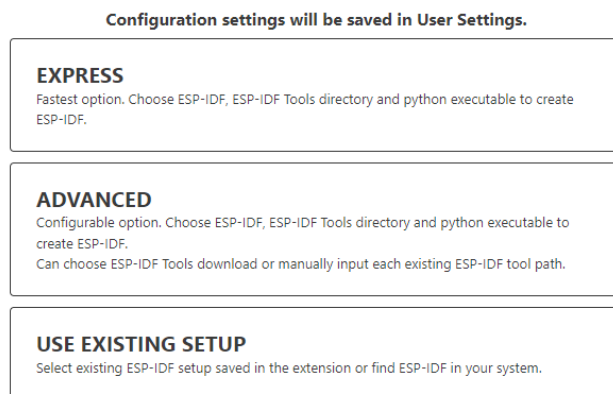 Configuration settings will be saved in User Settings.
EXPRESS
Fastest option. Choose ESP-IDF, ESP-IDF Tools directory and python executable to create
ESP-IDF.
ADVANCED
Configurable option. Choose ESP-IDF, ESP-IDF Tools directory and python executable to
create ESP-IDF.
Can choose ESP-IDF Tools download or manually input each existing ESP-IDF tool path.
USE EXISTING SETUP
Select existing ESP-IDF setup saved in the extension or find ESP-IDF in your system.